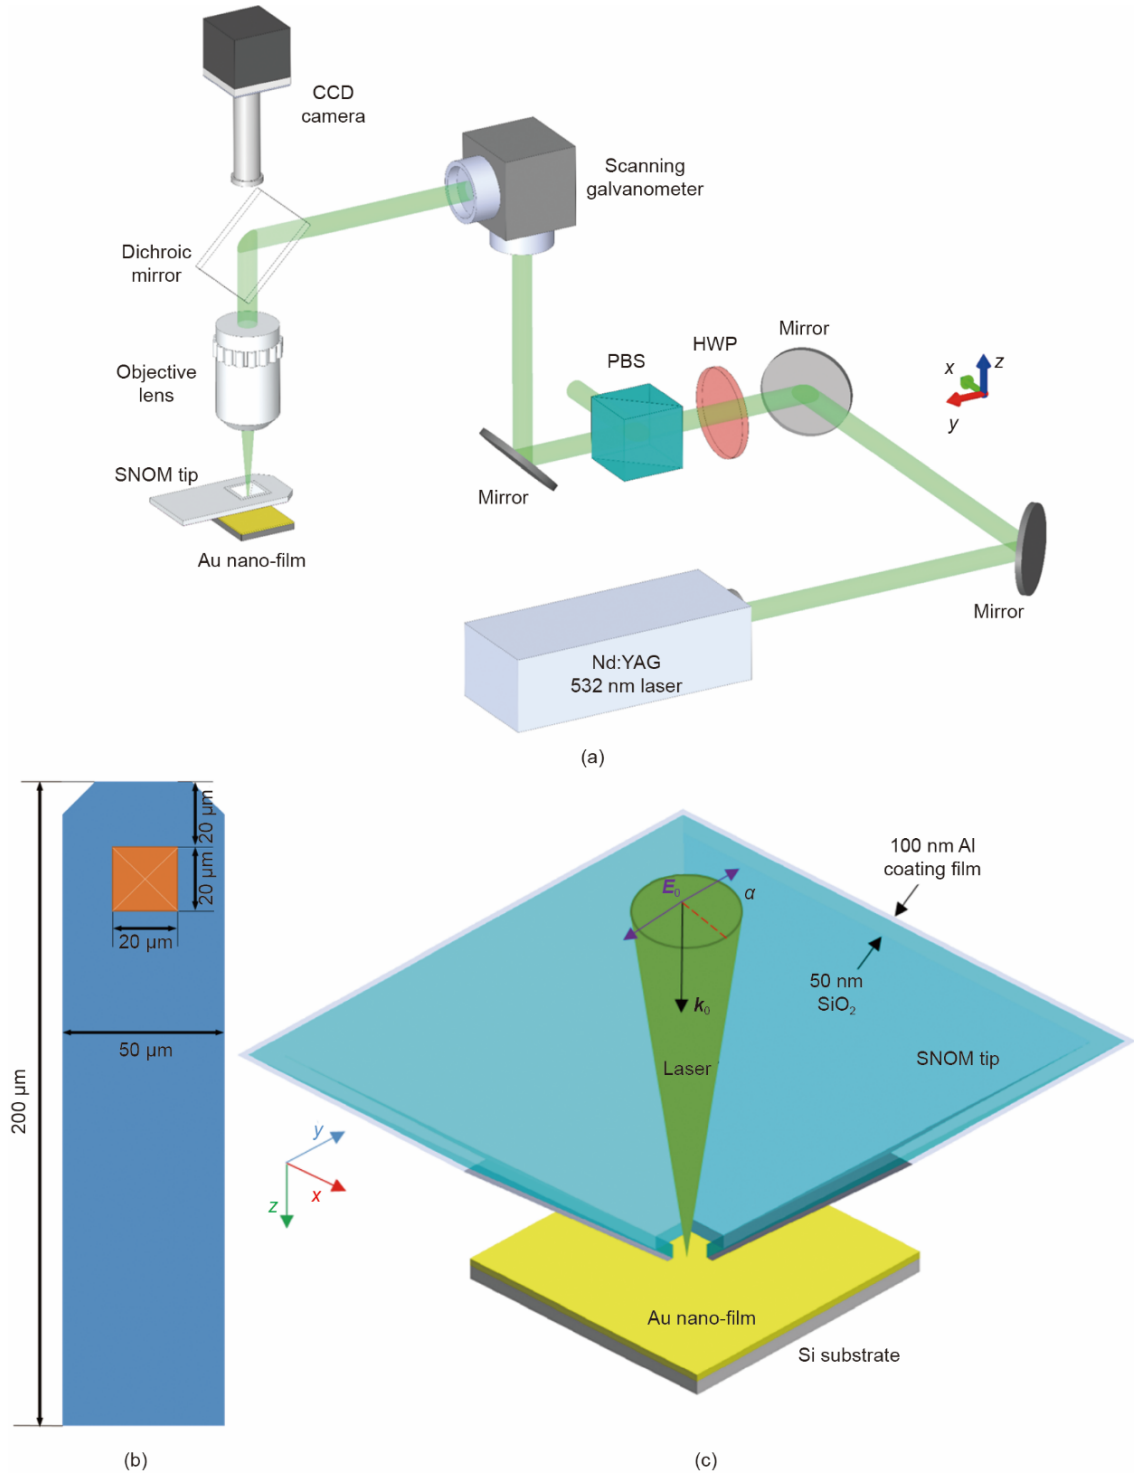 CCD
camera
Scanning
galvanometer
Dichroic
mirror
Mirror
HWP
PBS
x
z
y
Objective
lens
SNOM tip
Mirror
Au nano-film
Mirror
Nd:YAG
532 nm laser
(a)
20 µm
20 µm
20 µm
50 µm
200 µm
(b)
100 nm Al
coating film
E₀
α
50 nm
SiO₂
k₀
Laser
SNOM tip
y
x
z
Au nano-film
Si substrate
(c)